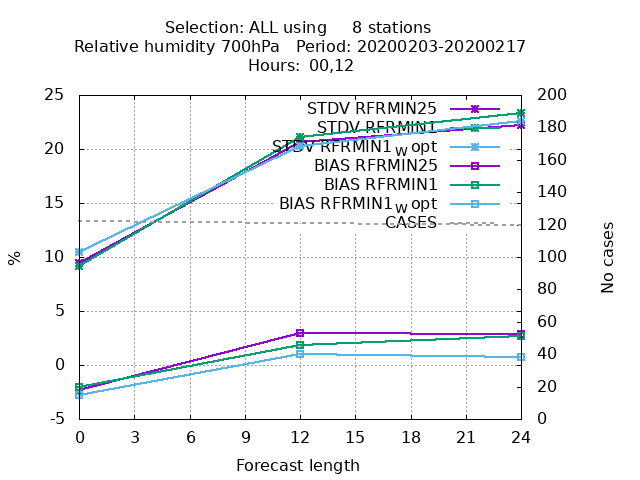 Selection: ALL using 8 stations
Relative humidity 700hPa Period: 20200203-20200217
Hours: 00,12
STDV RFRMIN25
STDV RFRMIN1
STDV RFRMIN1W opt
BIAS RFRMIN25
BIAS RFRMIN1
BIAS RFRMIN1W opt
CASES
25
20
15
10
5
0
-5
%
200
180
160
140
120
100
80
60
40
20
0
No cases
0 3 6 9 12 15 18 21 24
Forecast length